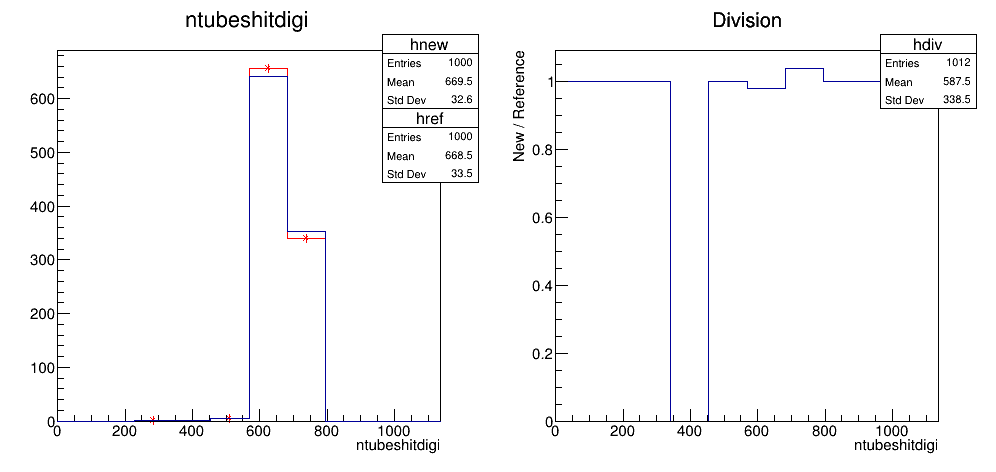 ntubeshitdigi
hnew
Entries 1000
Mean 669.5
Std Dev 32.6
href
Entries 1000
Mean 668.5
Std Dev 33.5
600
500
400
300
200
100
0
0 200 400 600 800 1000
ntubeshitdigi
Division
hdiv
Entries 1012
Mean 587.5
Std Dev 338.5
New / Reference
1
0.8
0.6
0.4
0.2
0
0 200 400 600 800 1000
ntubeshitdigi